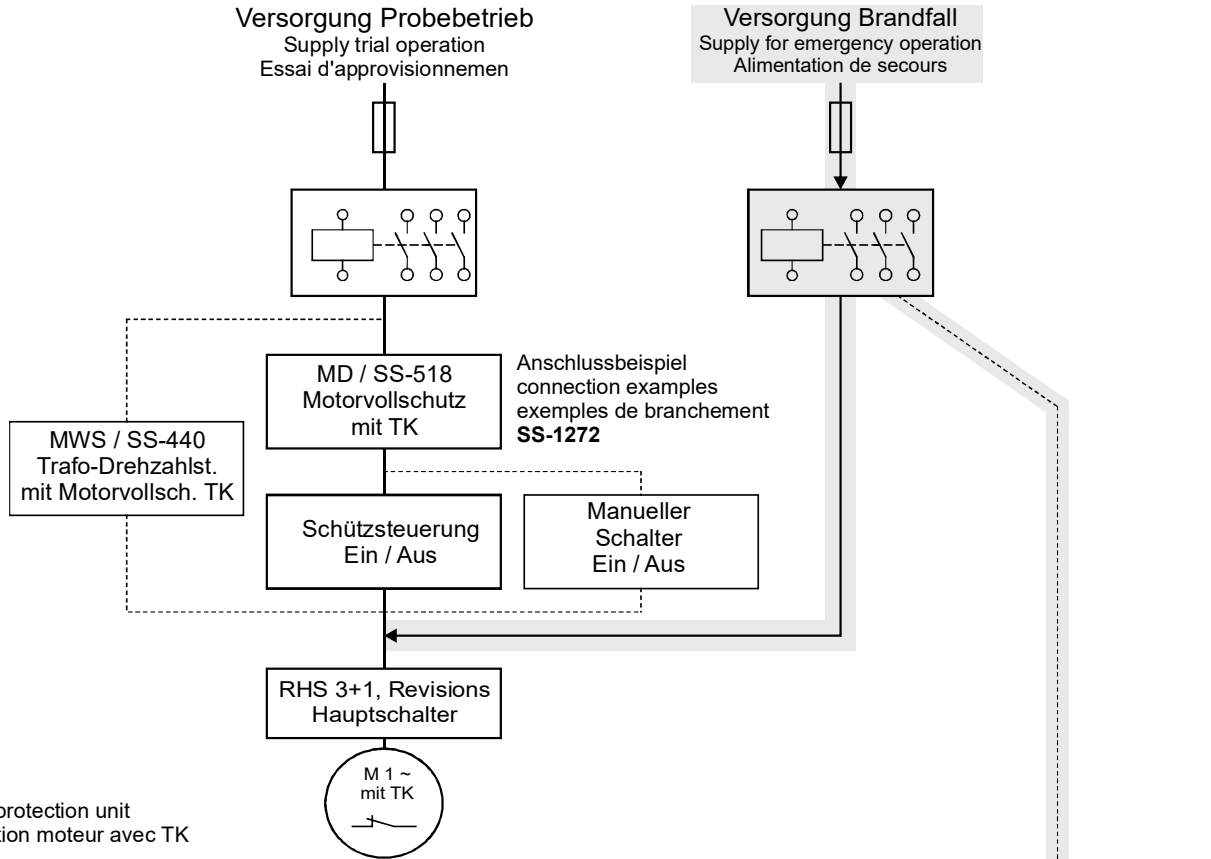 Versorgung Probebetrieb
Supply trial operation
Essai d'approvisionnemen
Versorgung Brandfall
Supply for emergency operation
Alimentation de secours
MD / SS-518
Motorvollschutz
mit TK
Anschlussbeispiel
connection examples
exemples de branchement
SS-1272
MWS / SS-440
Trafo-Drehzahlst.
mit Motorvollsch. TK
Schützsteuerung
Ein / Aus
Manueller
Schalter
Ein / Aus
RHS 3+1, Revisions
Hauptschalter
M 1 ~
mit TK
protection unit
moteur avec TK